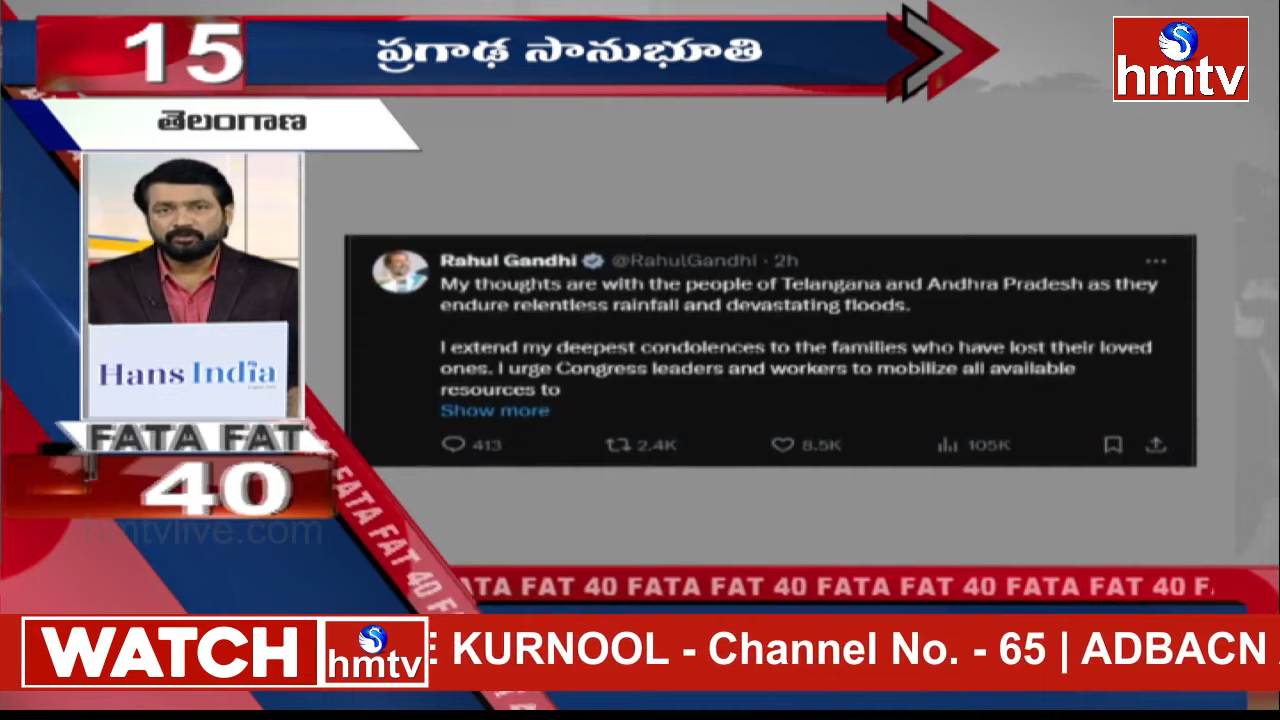 15
ప్రగాఢ సానుభూతి
hmtv
తెలంగాణ
Hans India
FATA FAT
40
hmtvlive.com
Rahul Gandhi @RahulGandhi · 2h
My thoughts are with the people of Telangana and Andhra Pradesh as they
endure relentless rainfall and devastating floods.
I extend my deepest condolences to the families who have lost their loved
ones. I urge Congress leaders and workers to mobilize all available
resources to
Show more
413 2.4K 8.5K 105K
FATA FAT 40 F
ATA FAT 40 FATA FAT 40 FATA FAT 40 FATA FAT 40 F
WATCH hmtv E KURNOOL - Channel No. - 65 | ADBACN